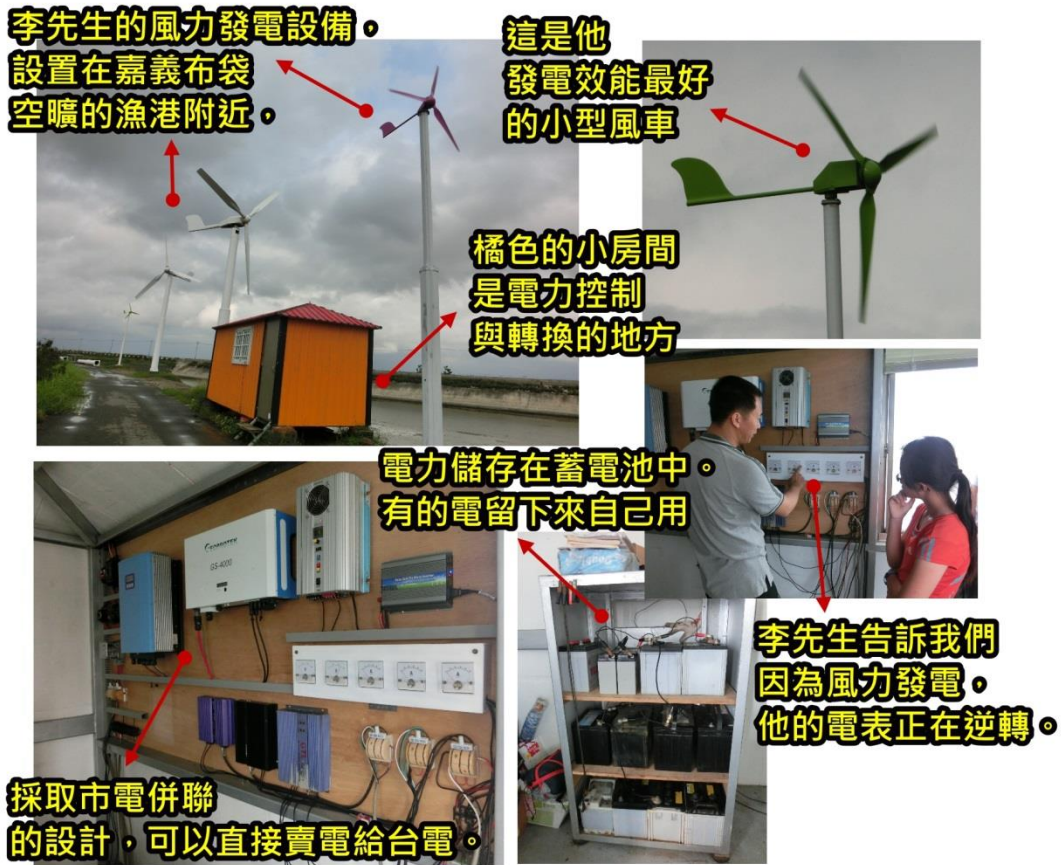 李先生的風力發電設備，
設置在嘉義布袋
空曠的漁港附近，
這是他
發電效能最好
的小型風車
橘色的小房間
是電力控制
與轉換的地方
電力儲存在蓄電池中。
有的電留下來自己用
GS-4000
李先生告訴我們
因為風力發電，
他的電表正在逆轉。
採取市電併聯
的設計，可以直接賣電給台電。